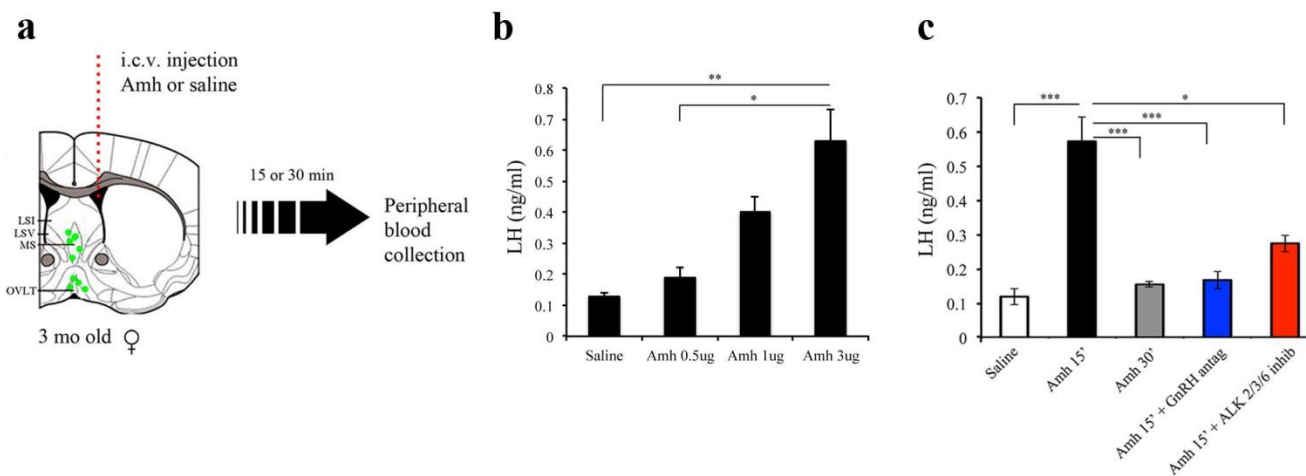 a
i.c.v. injection
Amh or saline
15 or 30 min
Peripheral
blood
collection
LSI
LSV
MS
OVLT
3 mo old ♀
b
LH (ng/ml)
0.8
0.7
0.6
0.5
0.4
0.3
0.2
0.1
0
**
*
Saline
Amh 0.5ug
Amh 1ug
Amh 3ug
c
LH (ng/ml)
0.7
0.6
0.5
0.4
0.3
0.2
0.1
0
***
*
***
***
Saline
Amh 15'
Amh 30'
Amh 15' + GnRH antag
Amh 15' + ALK 2/3/6 inhib